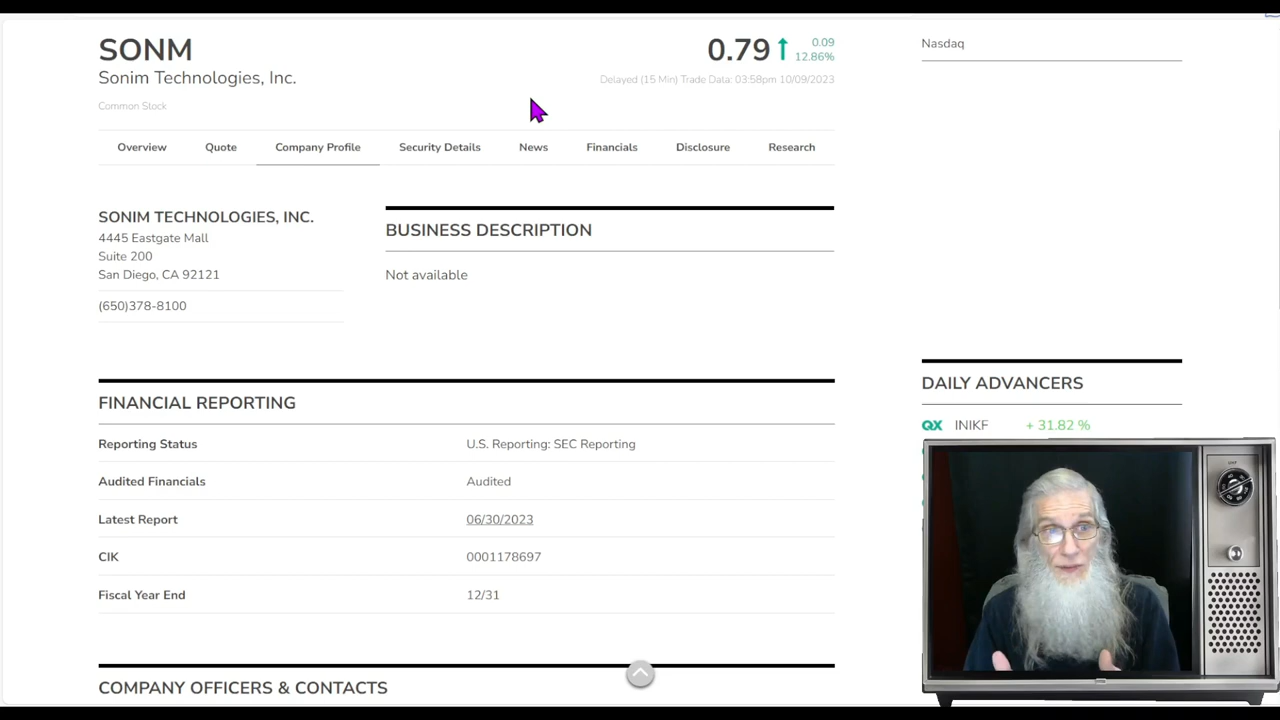 SONM
Sonim Technologies, Inc.
Common Stock
0.79
0.09
12.86%
Delayed (15 Min) Trade Data: 03:58pm 10/09/2023
Nasdaq
Overview Quote Company Profile Security Details News Financials Disclosure Research
SONIM TECHNOLOGIES, INC.
4445 Eastgate Mall
Suite 200
San Diego, CA 92121
(650)378-8100
BUSINESS DESCRIPTION
Not available
FINANCIAL REPORTING
Reporting Status U.S. Reporting: SEC Reporting
Audited Financials Audited
Latest Report 06/30/2023
CIK 0001178697
Fiscal Year End 12/31
COMPANY OFFICERS & CONTACTS
DAILY ADVANCERS
QX INIKF + 31.82 %